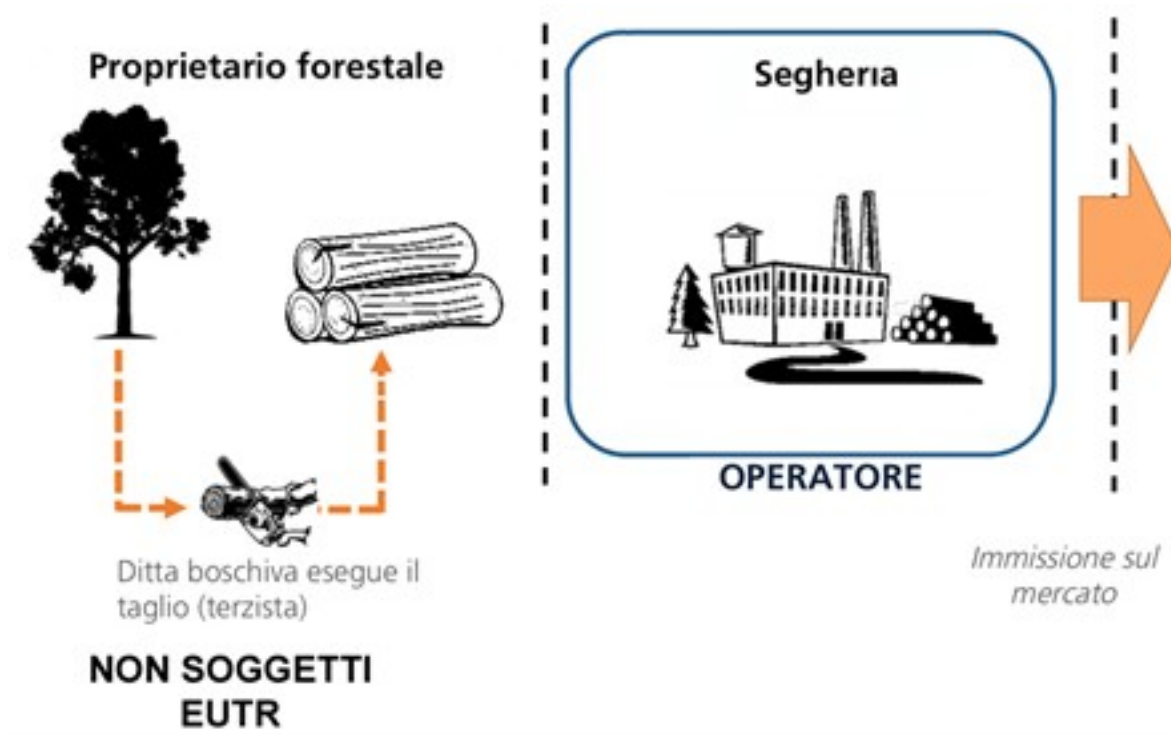 Proprietario forestale
Segheria
OPERATORE
Ditta boschiva esegue il
taglio (terzista)
Immissione sul
mercato
NON SOGGETTI
EUTR